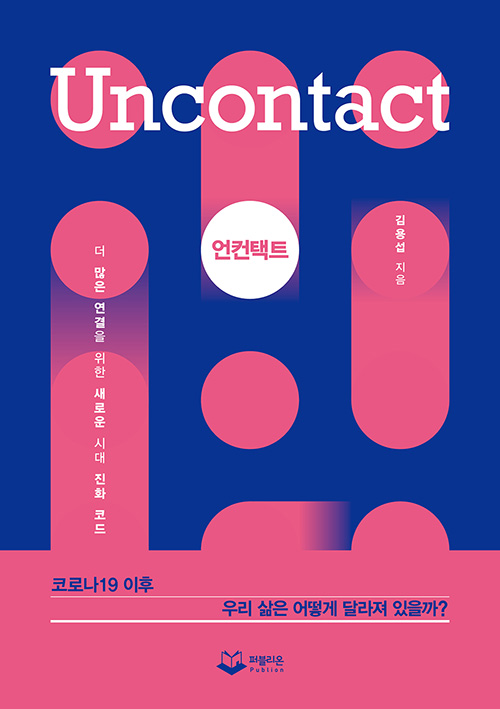 Uncontact
언컨택트
김용섭 지음
더 많은 연결을 위한 새로운 시대 진화 코드
코로나19 이후
우리 삶은 어떻게 달라져 있을까?
퍼블리온
Publion